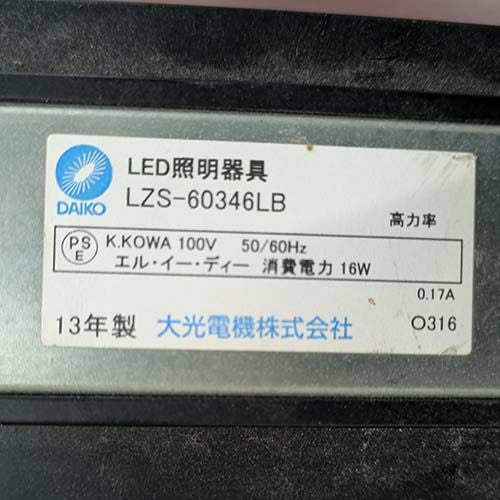 DAIKO
LED照明器具
LZS-60346LB
高力率
PS
E
K.KOWA 100V 50/60Hz
エル・イー・ディー 消費電力 16W
0.17A
13年製 大光電機株式会社 O316